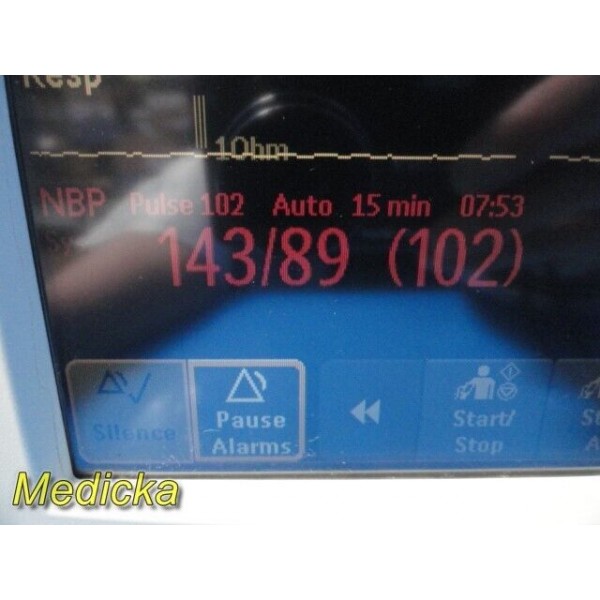 Resp
1Ohm
NBP Pulse 102 Auto 15 min 07:53
143/89 (102)
Silence
Pause
Alarms
Start/
Stop
Medicka